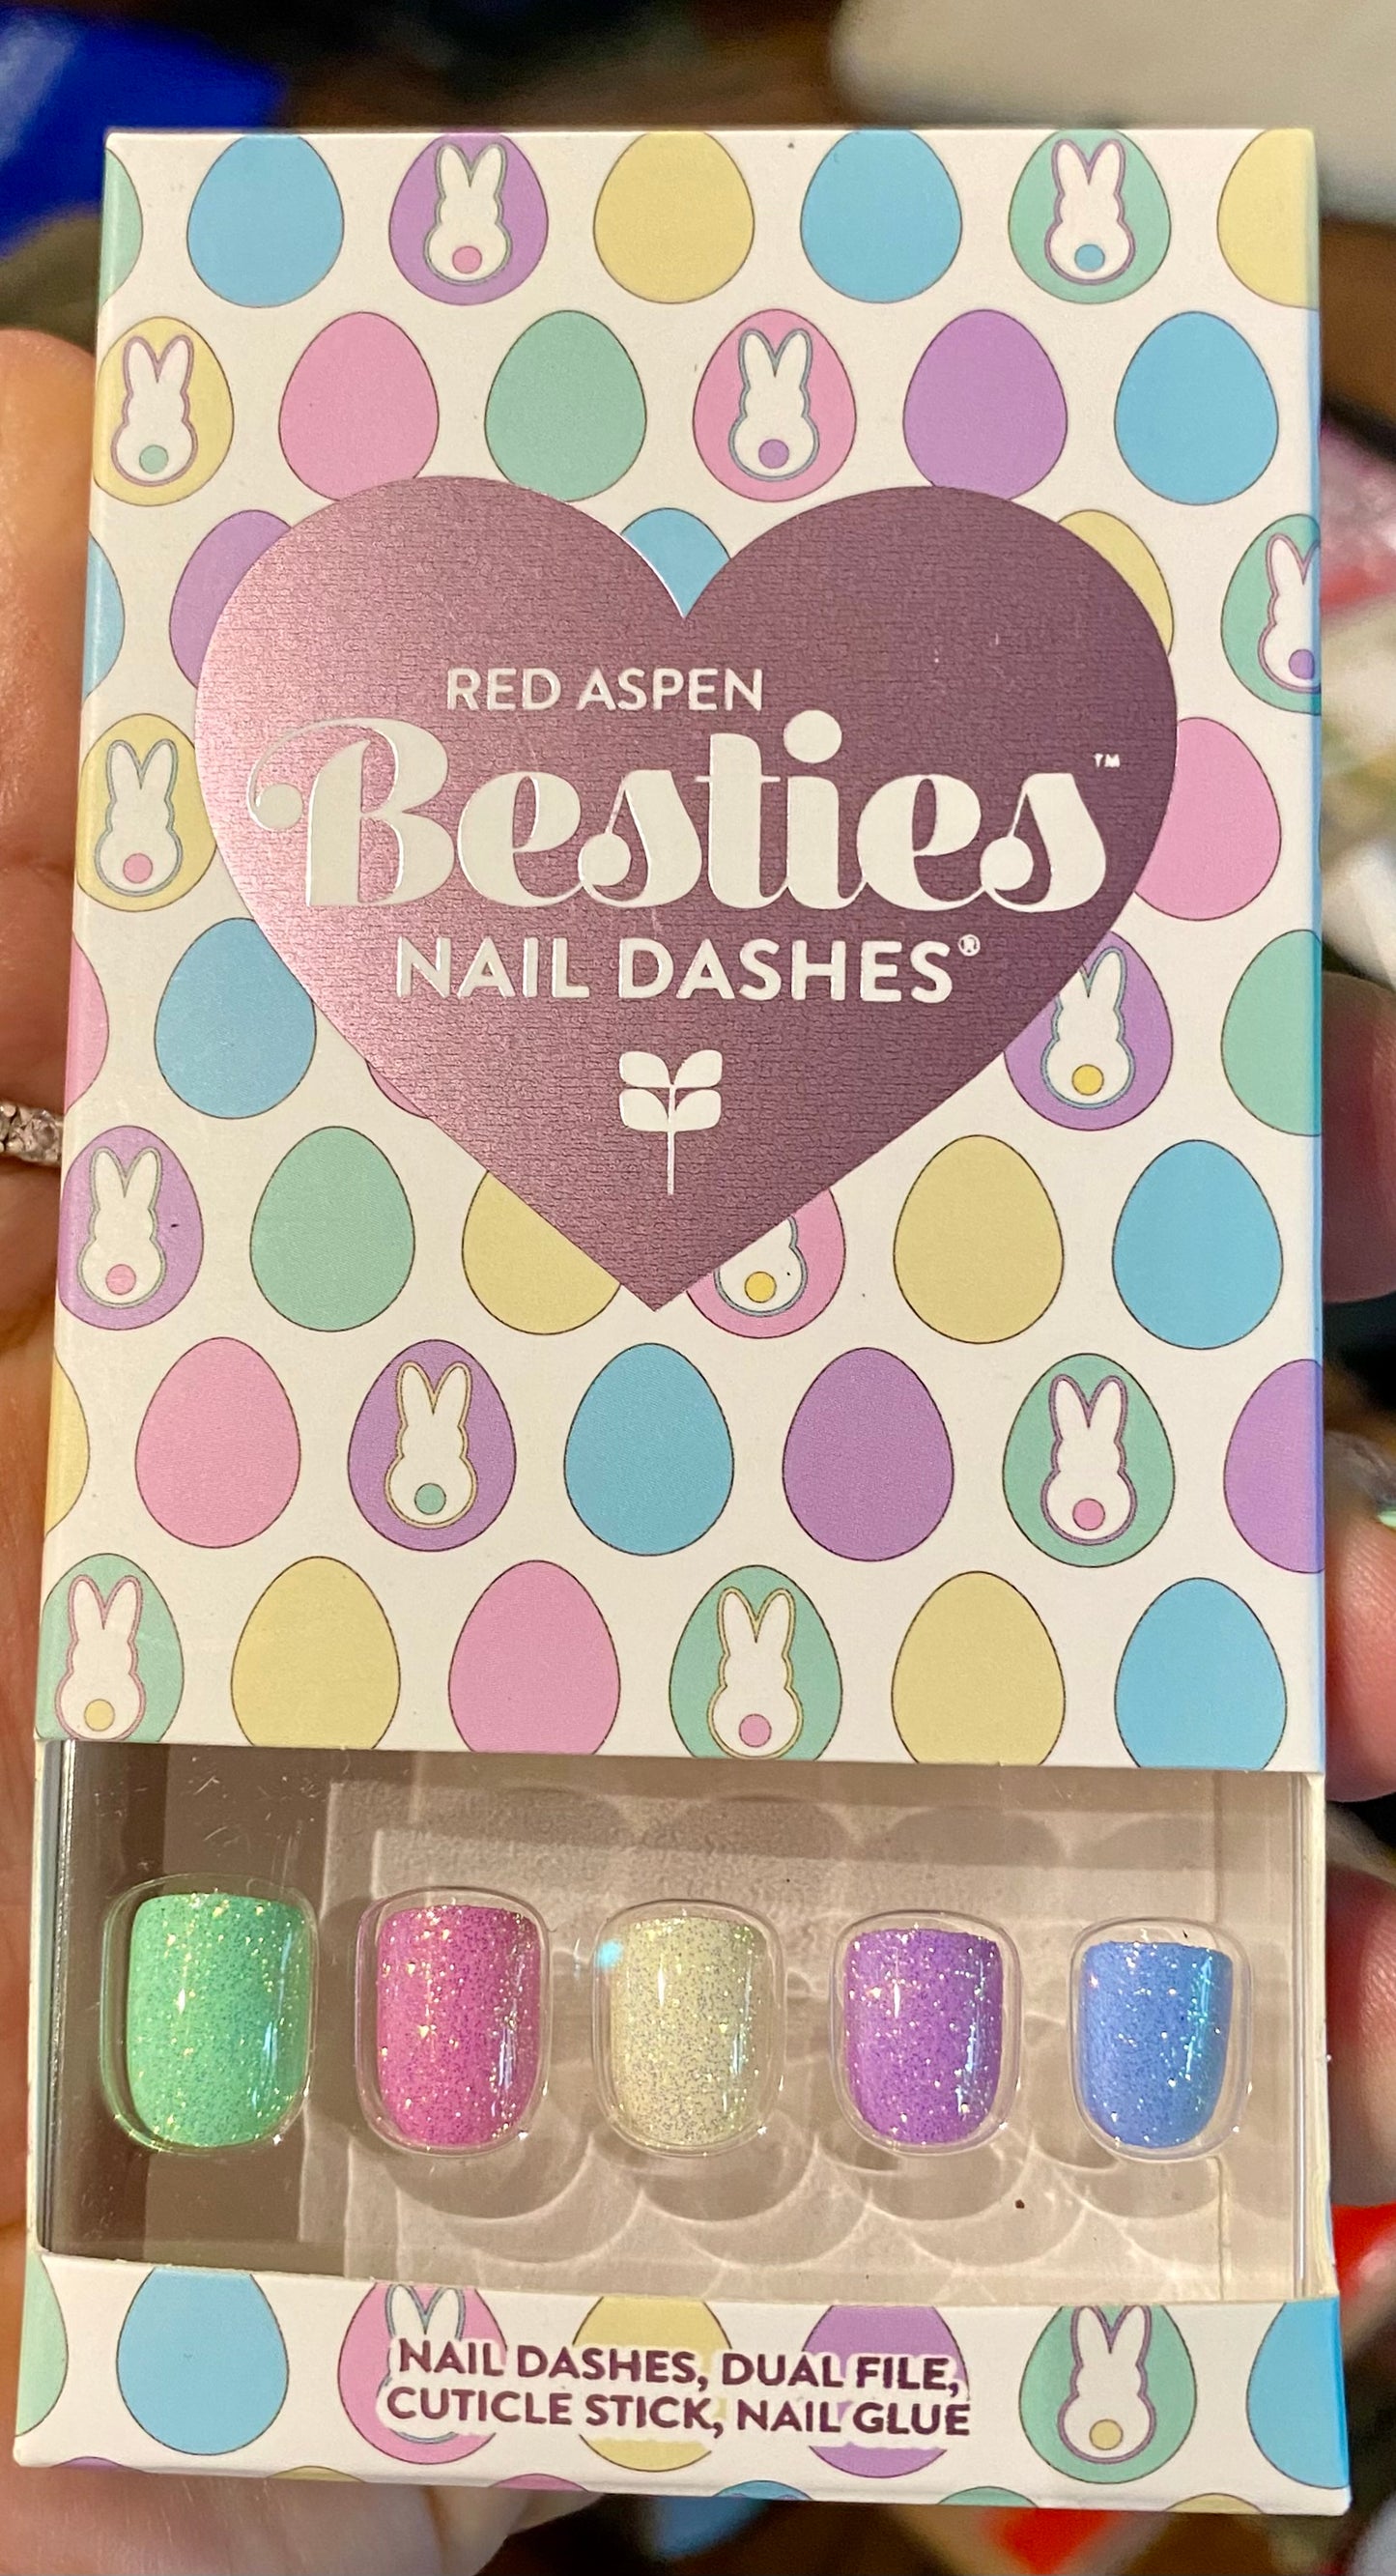 RED ASPEN
Besties™
NAIL DASHES®
NAIL DASHES, DUAL FILE,
CUTICLE STICK, NAIL GLUE